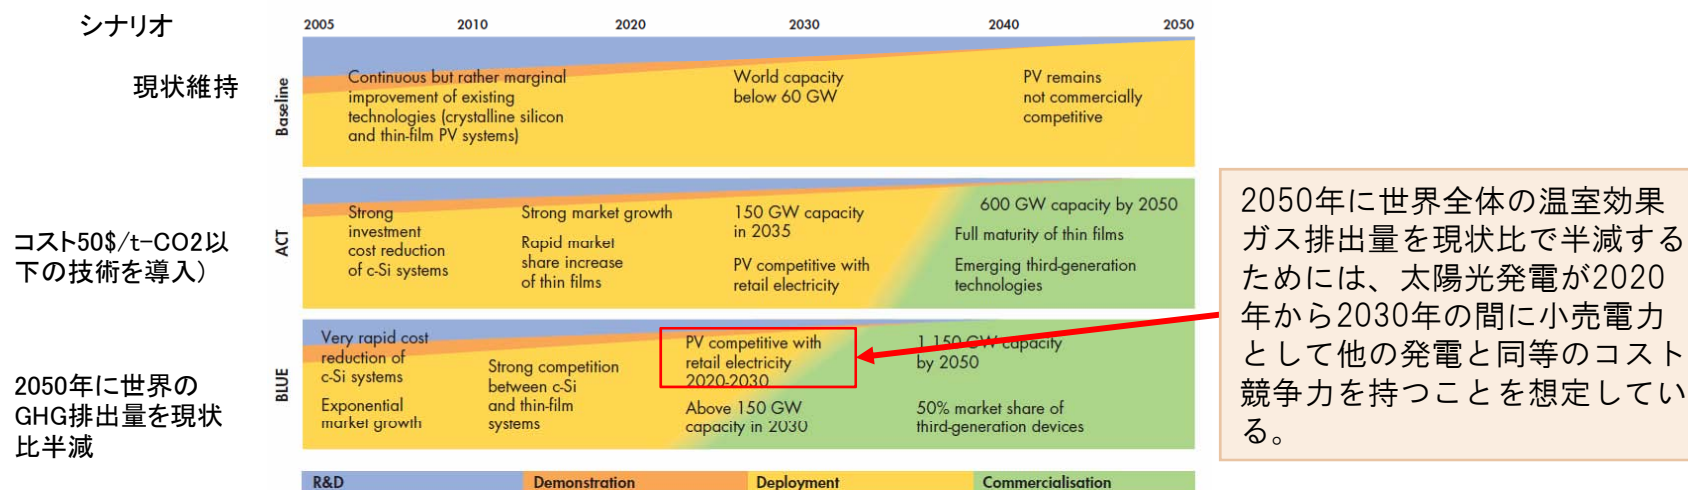 シナリオ
2005
2010
2020
2030
2040
2050
現状維持
Baseline
Continuous but rather marginal
improvement of existing
technologies (crystalline silicon
and thin-film PV systems)
World capacity
below 60 GW
PV remains
not commercially
competitive
コスト50$/t-CO2以
下の技術を導入)
ACT
Strong
investment
cost reduction
of c-Si systems
Strong market growth
Rapid market
share increase
of thin films
150 GW capacity
in 2035
PV competitive with
retail electricity
600 GW capacity by 2050
Full maturity of thin films
Emerging third-generation
technologies
2050年に世界の
GHG排出量を現状
比半減
BLUE
Very rapid cost
reduction of
c-Si systems
Exponential
market growth
Strong competition
between c-Si
and thin-film
systems
PV competitive with
retail electricity
2020-2030
Above 150 GW
capacity in 2030
1 150 GW capacity
by 2050
50% market share of
third-generation devices
R&D
Demonstration
Deployment
Commercialisation
2050年に世界全体の温室効果
ガス排出量を現状比で半減する
ためには、太陽光発電が2020
年から2030年の間に小売電力
として他の発電と同等のコスト
競争力を持つことを想定してい
る。